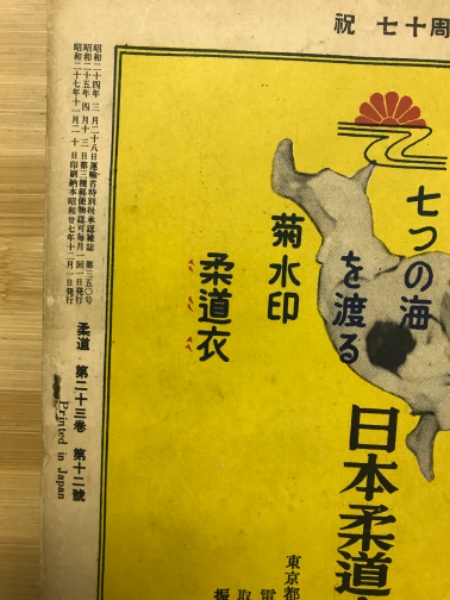 祝 七十周
七つの海
を渡る
菊水印
柔道衣
日本柔道
東京都
電
取
振
昭和二十四年 三月二十八日運輸省特別扱承認雑誌 第三五〇号
昭和二十五年 四月十三日第三種郵便物認可毎月一回一日発行
昭和二十七年十一月二十日印刷納本昭和廿七年十二月一日発行
柔道 第二十三巻 第十二號
Printed in Japan